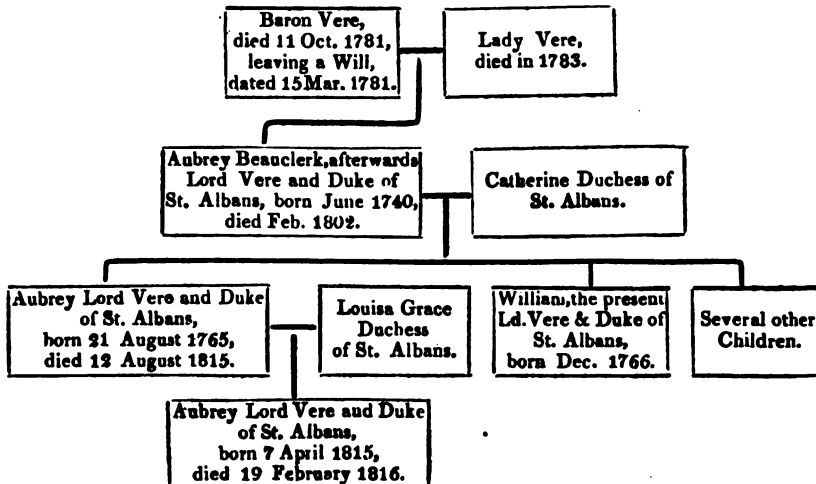 Baron Vere,
died 11 Oct. 1781,
leaving a Will,
dated 15 Mar. 1781.
Lady Vere,
died in 1783.
Aubrey Beauclerk, afterwards
Lord Vere and Duke of
St. Albans, born June 1740,
died Feb. 1802.
Catherine Duchess of
St. Albans.
Aubrey Lord Vere and Duke
of St. Albans,
born 21 August 1765,
died 12 August 1815.
Louisa Grace
Duchess
of St. Albans.
William, the present
Ld. Vere & Duke of
St. Albans,
born Dec. 1766.
Several other
Children.
Aubrey Lord Vere and Duke
of St. Albans,
born 7 April 1815,
died 19 February 1816.